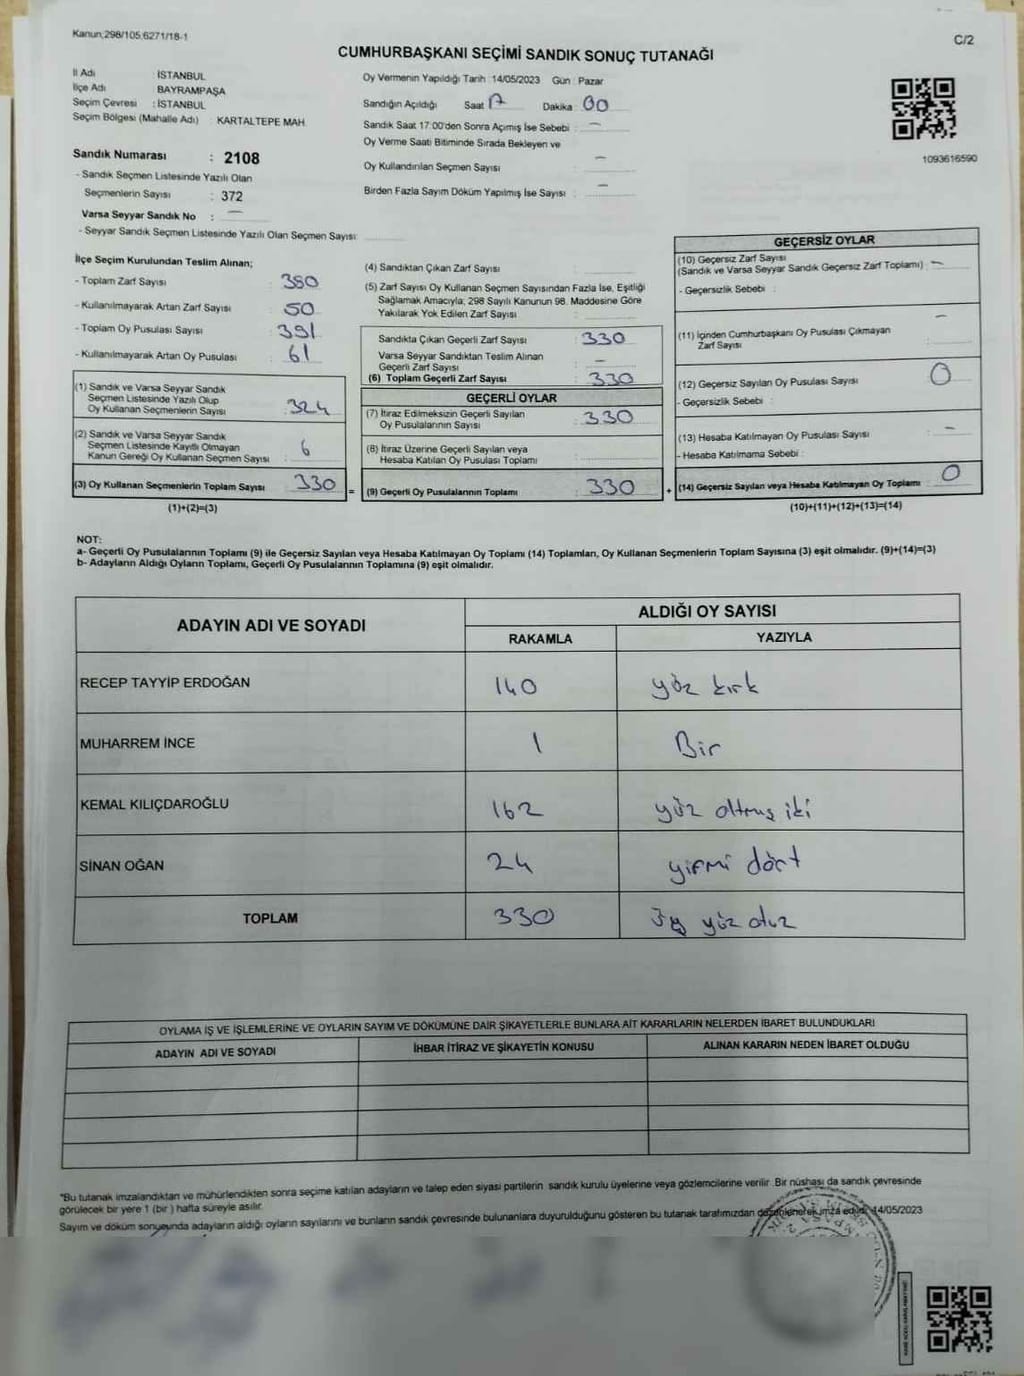 Kanun;298/105;6271/18-1
C/2
CUMHURBAŞKANI SEÇİMİ SANDIK SONUÇ TUTANAĞI
İl Adı İSTANBUL
İlçe Adı BAYRAMPAŞA
Seçim Çevresi : İSTANBUL
Seçim Bölgesi (Mahalle Adı) : KARTALTEPE MAH.
Sandık Numarası : 2108
- Sandık Seçmen Listesinde Yazılı Olan
Seçmenlerin Sayısı : 372
Varsa Seyyar Sandık No : —
- Seyyar Sandık Seçmen Listesinde Yazılı Olan Seçmen Sayısı:
Oy Vermenin Yapıldığı Tarih : 14/05/2023 Gün : Pazar
Sandığın Açıldığı Saat 17 Dakika : 00
Sandık Saat 17:00'den Sonra Açımış İse Sebebi : —
Oy Verme Saati Bitiminde Sırada Bekleyen ve
Oy Kullandırılan Seçmen Sayısı —
Birden Fazla Sayım Döküm Yapılmış İse Sayısı : —
1093616590
İlçe Seçim Kurulundan Teslim Alınan;
- Toplam Zarf Sayısı : 380
- Kullanılmayarak Artan Zarf Sayısı : 50
- Toplam Oy Pusulası Sayısı : 391
- Kullanılmayarak Artan Oy Pusulası : 61
(1) Sandık ve Varsa Seyyar Sandık
Seçmen Listesinde Yazılı Olup
Oy Kullanan Seçmenlerin Sayısı : 324
(2) Sandık ve Varsa Seyyar Sandık
Seçmen Listesinde Kayıtlı Olmayan
Kanun Gereği Oy Kullanan Seçmen Sayısı : 6
(3) Oy Kullanan Seçmenlerin Toplam Sayısı : 330
(1)+(2)=(3)
(4) Sandıktan Çıkan Zarf Sayısı :
(5) Zarf Sayısı Oy Kullanan Seçmen Sayısından Fazla İse, Eşitliği
Sağlamak Amacıyla; 298 Sayılı Kanunun 98. Maddesine Göre
Yakılarak Yok Edilen Zarf Sayısı :
Sandıkta Çıkan Geçerli Zarf Sayısı : 330
Varsa Seyyar Sandıktan Teslim Alınan
Geçerli Zarf Sayısı : —
(6) Toplam Geçerli Zarf Sayısı : 330
GEÇERLİ OYLAR
(7) İtiraz Edilmeksizin Geçerli Sayılan
Oy Pusulalarının Sayısı : 330
(8) İtiraz Üzerine Geçerli Sayılan veya
Hesaba Katılan Oy Pusulası Toplamı :
= (9) Geçerli Oy Pusulalarının Toplamı : 330 +
GEÇERSİZ OYLAR
(10) Geçersiz Zarf Sayısı
(Sandık ve Varsa Seyyar Sandık Geçersiz Zarf Toplamı) : —
- Geçersizlik Sebebi :
(11) İçinden Cumhurbaşkanı Oy Pusulası Çıkmayan —
Zarf Sayısı :
(12) Geçersiz Sayılan Oy Pusulası Sayısı : 0
- Geçersizlik Sebebi :
(13) Hesaba Katılmayan Oy Pusulası Sayısı : —
- Hesaba Katılmama Sebebi :
(14) Geçersiz Sayılan veya Hesaba Katılmayan Oy Toplamı : 0
(10)+(11)+(12)+(13)=(14)
NOT:
a- Geçerli Oy Pusulalarının Toplamı (9) ile Geçersiz Sayılan veya Hesaba Katılmayan Oy Toplamı (14) Toplamları, Oy Kullanan Seçmenlerin Toplam Sayısına (3) eşit olmalıdır. (9)+(14)=(3)
b- Adayların Aldığı Oyların Toplamı, Geçerli Oy Pusulalarının Toplamına (9) eşit olmalıdır.
ADAYIN ADI VE SOYADI
ALDIĞI OY SAYISI
RAKAMLA YAZIYLA
RECEP TAYYİP ERDOĞAN 140 yüz kırk
MUHARREM İNCE 1 Bir
KEMAL KILIÇDAROĞLU 162 yüz altmış iki
SİNAN OĞAN 24 yirmi dört
TOPLAM 330 üç yüz otuz
OYLAMA İŞ VE İŞLEMLERİNE VE OYLARIN SAYIM VE DÖKÜMÜNE DAİR ŞİKAYETLERLE BUNLARA AİT KARARLARIN NELERDEN İBARET BULUNDUKLARI
ADAYIN ADI VE SOYADI İHBAR İTİRAZ VE ŞİKAYETİN KONUSU ALINAN KARARIN NEDEN İBARET OLDUĞU
*Bu tutanak imzalandıktan ve mühürlendikten sonra seçime katılan adayların ve talep eden siyasi partilerin sandık kurulu üyelerine veya gözlemcilerine verilir. Bir nüshası da sandık çevresinde
görülecek bir yere 1 (bir ) hafta süreyle asılır.
Sayım ve döküm sonucunda adayların aldığı oyların sayılarını ve bunların sandık çevresinde bulunanlara duyurulduğunu gösteren bu tutanak tarafımızdan düzenlenerek imza edildi. 14/05/2023